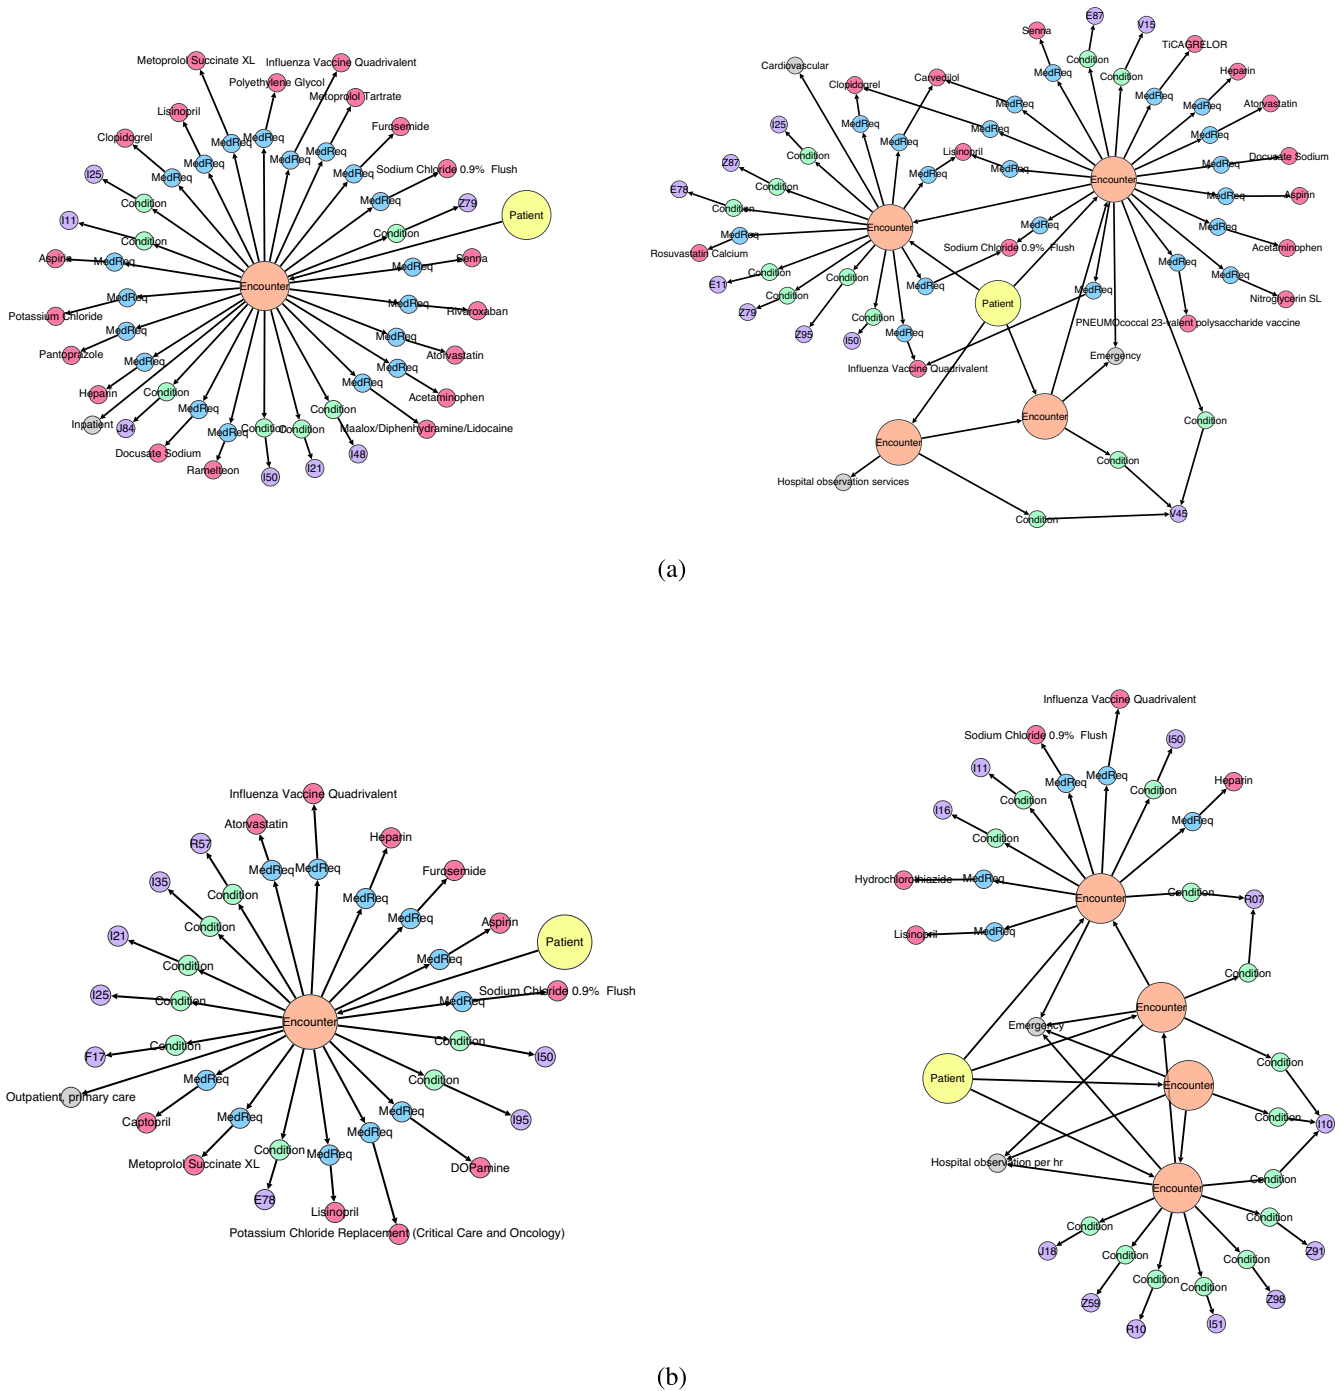 Metoprolol Succinate XL
Influenza Vaccine Quadrivalent
Polyethylene Glycol
Metoprolol Tartrate
Lisinopril
Furosemide
Clopidogrel
MedReq
MedReq
MedReq
MedReq
MedReq
MedReq
MedReq
Sodium Chloride 0.9% Flush
I25
MedReq
Condition
Z79
Patient
I11
Condition
Condition
Aspirin
MedReq
MedReq
Senna
Encounter
MedReq
MedReq
Rivaroxaban
Potassium Chloride
MedReq
MedReq
Pantoprazole
Atorvastatin
MedReq
MedReq
MedReq
Heparin
Condition
Acetaminophen
MedReq
Condition
Inpatient
J84
MedReq
Condition
Condition
Maalox/Diphenhydramine/Lidocaine
Docusate Sodium
Ramelteon
I50
I21
I48
E87
V15
Senna
TiCAGRELOR
Cardiovascular
Condition
Heparin
Clopidogrel
Carvedilol
MedReq
Condition
MedReq
MedReq
MedReq
Atorvastatin
I25
MedReq
MedReq
MedReq
MedReq
Condition
Lisinopril
Docusate Sodium
Z87
MedReq
MedReq
MedReq
Encounter
E78
Condition
MedReq
Aspirin
Condition
MedReq
Encounter
MedReq
MedReq
Rosuvastatin Calcium
Sodium Chloride 0.9% Flush
Acetaminophen
E11
Condition
Condition
MedReq
MedReq
MedReq
MedReq
Condition
Patient
Nitroglycerin SL
Z79
Z95
Condition
MedReq
PNEUMOcoccal 23-valent polysaccharide vaccine
I50
Emergency
Influenza Vaccine Quadrivalent
Encounter
Condition
Encounter
Condition
Hospital observation services
Condition
V45
(a)
Influenza Vaccine Quadrivalent
Atorvastatin
R57
Heparin
I35
MedReq
MedReq
Furosemide
Condition
MedReq
I21
Condition
MedReq
Aspirin
Patient
Condition
MedReq
I25
Condition
MedReq
Sodium Chloride 0.9% Flush
Encounter
F17
Condition
Condition
I50
Outpatient, primary care
MedReq
Condition
Captopril
MedReq
MedReq
I95
MedReq
Metoprolol Succinate XL
Condition
MedReq
DOPamine
E78
Lisinopril
Potassium Chloride Replacement (Critical Care and Oncology)
Influenza Vaccine Quadrivalent
Sodium Chloride 0.9% Flush
I50
I11
MedReq
MedReq
Heparin
I16
Condition
Condition
Condition
MedReq
Hydrochlorothiazide
MedReq
Encounter
Condition
R07
Lisinopril
MedReq
Condition
Encounter
Emergency
Condition
Patient
Encounter
Condition
I10
Hospital observation per hr
Condition
Encounter
Condition
Condition
J18
Condition
Condition
Z91
Condition
Condition
Z59
Z98
R10
I51
(b)